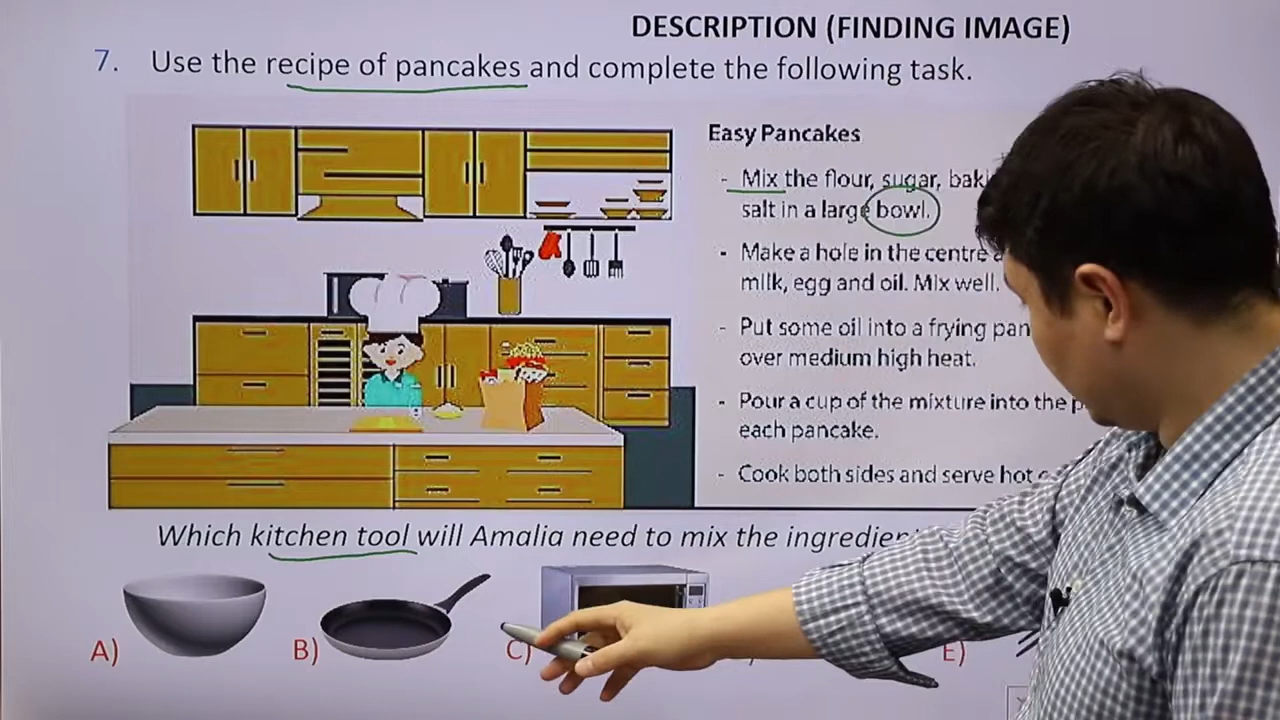 DESCRIPTION (FINDING IMAGE)
7. Use the recipe of pancakes and complete the following task.
Easy Pancakes
- Mix the flour, sugar,
salt in a large bowl.
- Make a hole in the centre
milk, egg and oil. Mix well.
- Put some oil into a frying pan
over medium high heat.
- Pour a cup of the mixture into the
each pancake.
- Cook both sides and serve hot
Which kitchen tool will Amalia need to mix the
A) B) C) E)